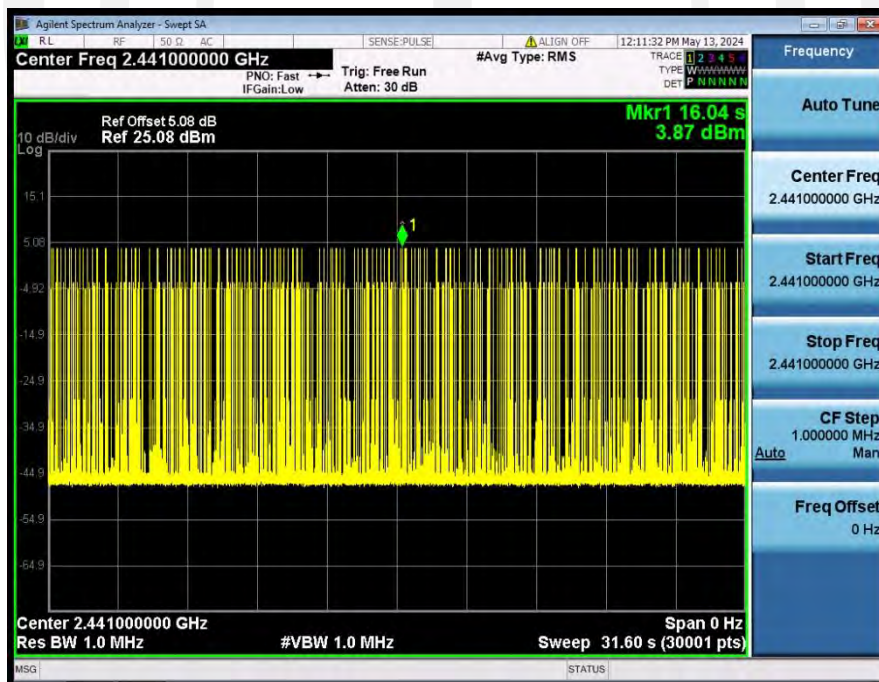 Agilent Spectrum Analyzer - Swept SA
RL RF 50 Ω AC SENSE:PULSE ALIGN OFF 12:11:32 PM May 13, 2024
Center Freq 2.441000000 GHz
PNO: Fast
IFGain:Low
Trig: Free Run
Atten: 30 dB
#Avg Type: RMS
TRACE 1 2 3 4 5 6
TYPE W
DET P N N N N N
Ref Offset 5.08 dB
Ref 25.08 dBm
10 dB/div
Log
Mkr1 16.04 s
3.87 dBm
1
15.1
5.08
-4.92
-14.9
-24.9
-34.9
-44.9
-54.9
-64.9
Center 2.441000000 GHz
Span 0 Hz
Res BW 1.0 MHz
#VBW 1.0 MHz
Sweep 31.60 s (30001 pts)
MSG
STATUS
Frequency
Auto Tune
Center Freq
2.441000000 GHz
Start Freq
2.441000000 GHz
Stop Freq
2.441000000 GHz
CF Step
1.000000 MHz
Auto Man
Freq Offset
0 Hz